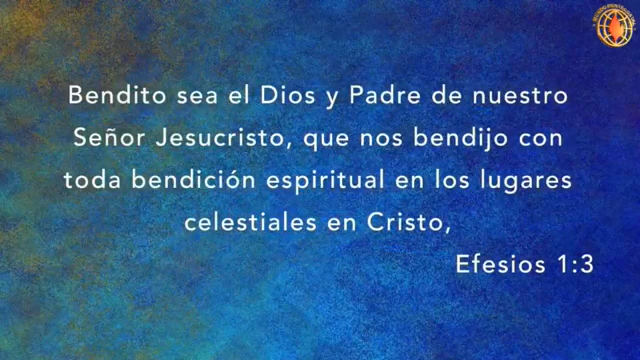 Bendito sea el Dios y Padre de nuestro
Señor Jesucristo, que nos bendijo con
toda bendición espiritual en los lugares
celestiales en Cristo,
Efesios 1:3